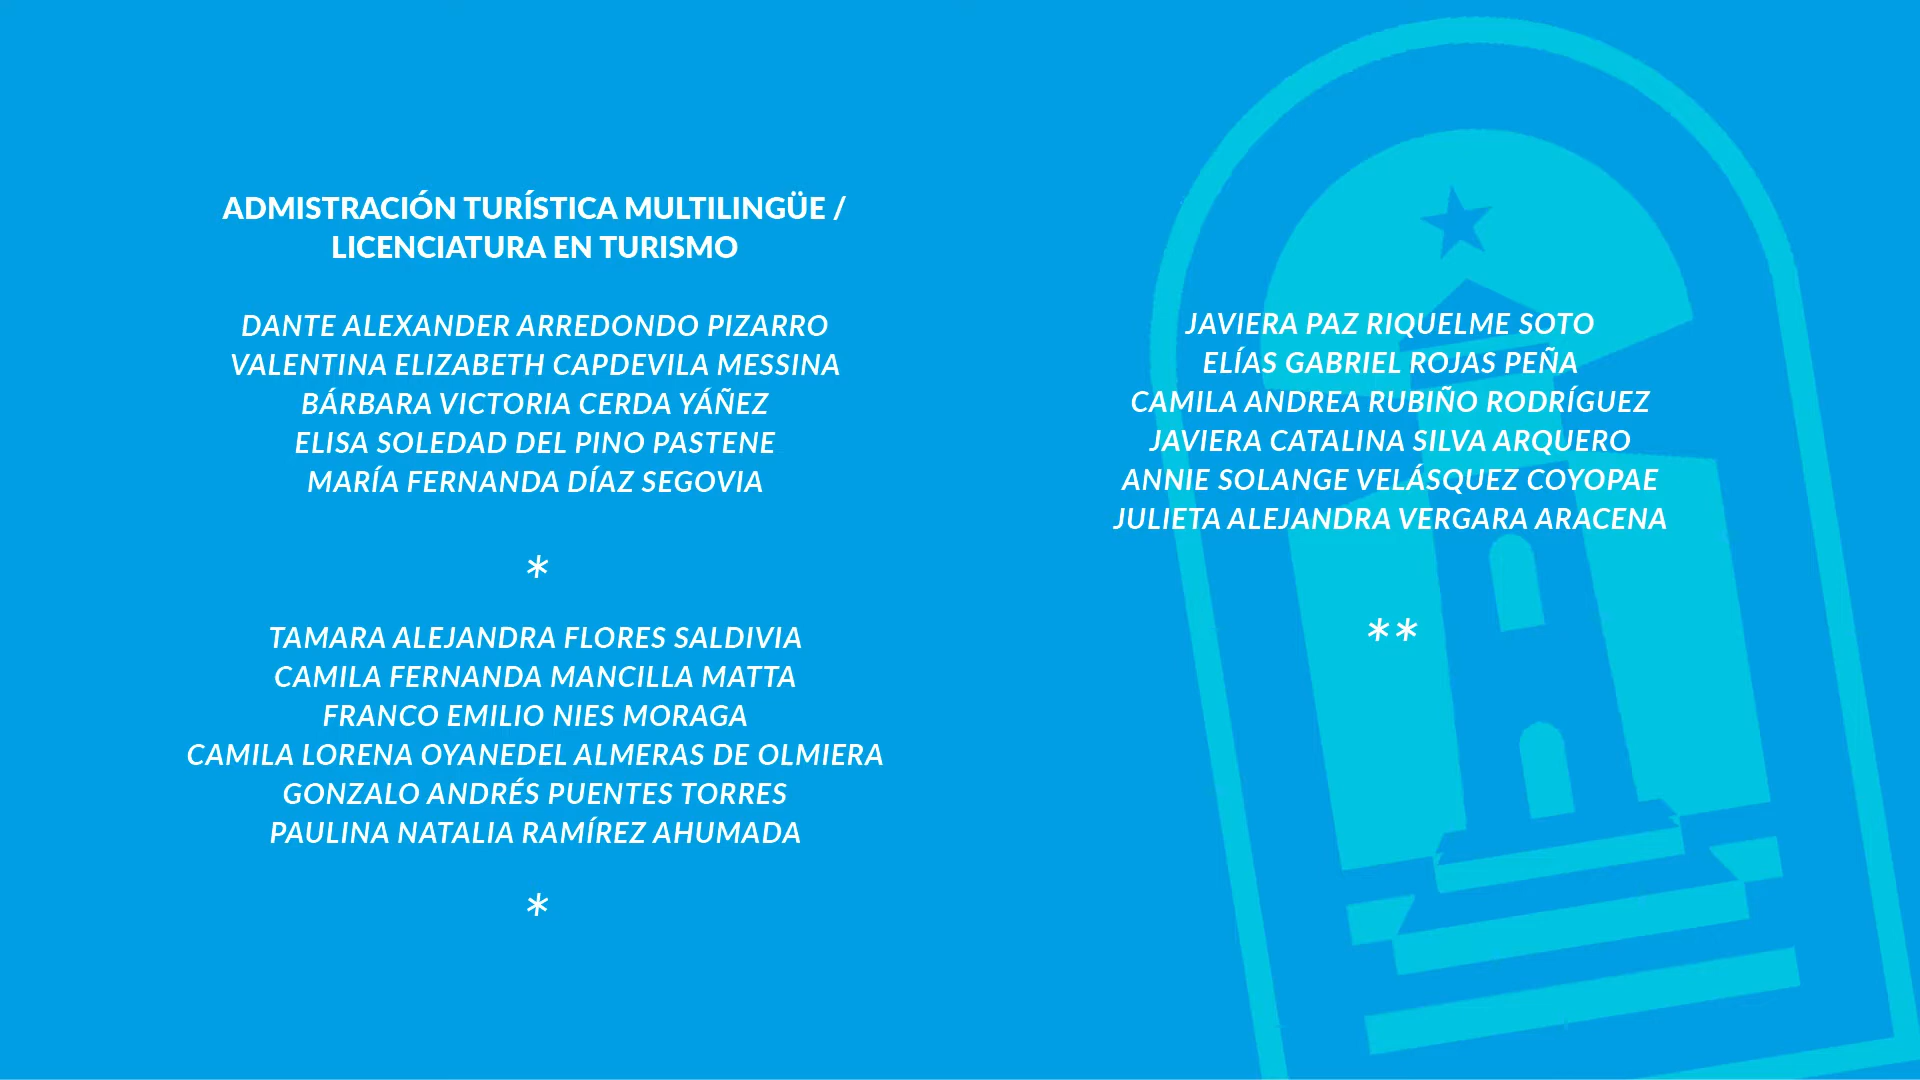 ADMISTRACIÓN TURÍSTICA MULTILINGÜE /
LICENCIATURA EN TURISMO
DANTE ALEXANDER ARREDONDO PIZARRO
VALENTINA ELIZABETH CAPDEVILA MESSINA
BÁRBARA VICTORIA CERDA YÁÑEZ
ELISA SOLEDAD DEL PINO PASTENE
MARÍA FERNANDA DÍAZ SEGOVIA
*
TAMARA ALEJANDRA FLORES SALDIVIA
CAMILA FERNANDA MANCILLA MATTA
FRANCO EMILIO NIES MORAGA
CAMILA LORENA OYANEDEL ALMERAS DE OLMIERA
GONZALO ANDRÉS PUENTES TORRES
PAULINA NATALIA RAMÍREZ AHUMADA
*
JAVIERA PAZ RIQUELME SOTO
ELÍAS GABRIEL ROJAS PEÑA
CAMILA ANDREA RUBIÑO RODRÍGUEZ
JAVIERA CATALINA SILVA ARQUERO
ANNIE SOLANGE VELÁSQUEZ COYOPAE
JULIETA ALEJANDRA VERGARA ARACENA
**